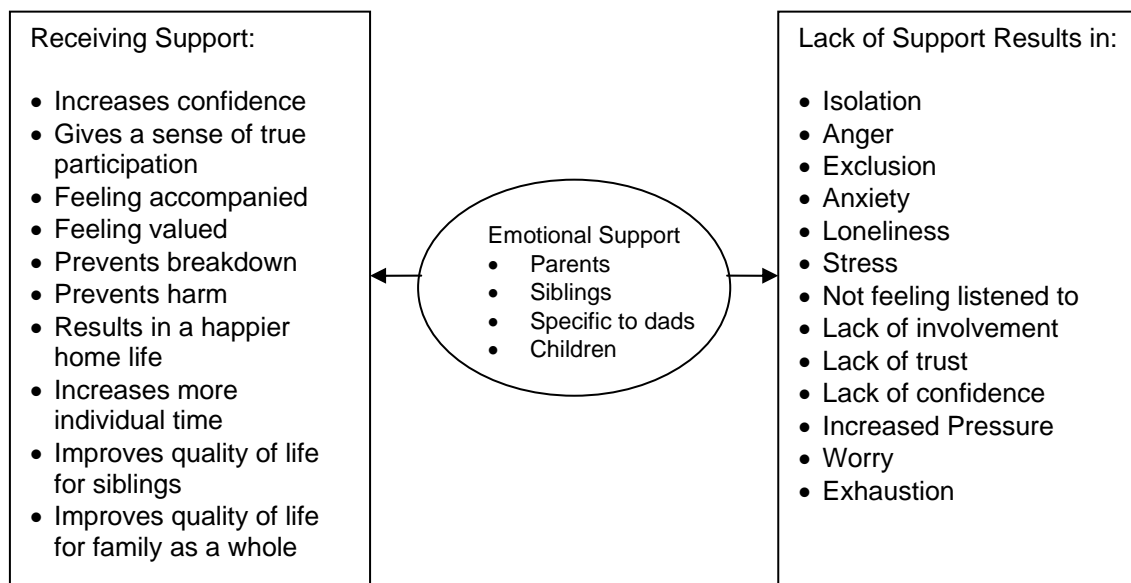 Receiving Support:
• Increases confidence
• Gives a sense of true
participation
• Feeling accompanied
• Feeling valued
• Prevents breakdown
• Prevents harm
• Results in a happier
home life
• Increases more
individual time
• Improves quality of life
for siblings
• Improves quality of life
for family as a whole
Emotional Support
• Parents
• Siblings
• Specific to dads
• Children
Lack of Support Results in:
• Isolation
• Anger
• Exclusion
• Anxiety
• Loneliness
• Stress
• Not feeling listened to
• Lack of involvement
• Lack of trust
• Lack of confidence
• Increased Pressure
• Worry
• Exhaustion